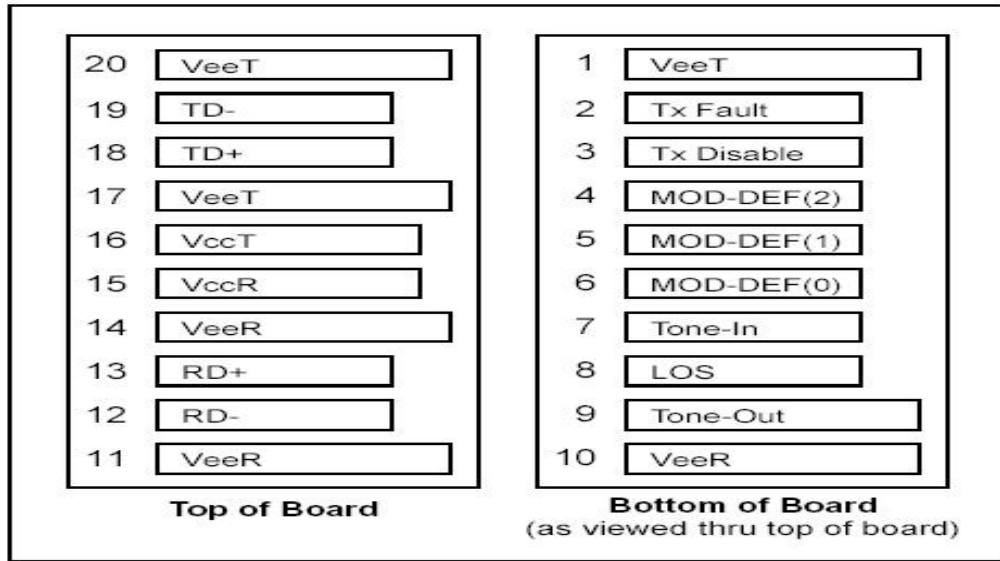 20 VeeT
19 TD-
18 TD+
17 VeeT
16 VccT
15 VccR
14 VeeR
13 RD+
12 RD-
11 VeeR
Top of Board
1 VeeT
2 Tx Fault
3 Tx Disable
4 MOD-DEF(2)
5 MOD-DEF(1)
6 MOD-DEF(0)
7 Tone-In
8 LOS
9 Tone-Out
10 VeeR
Bottom of Board
(as viewed thru top of board)